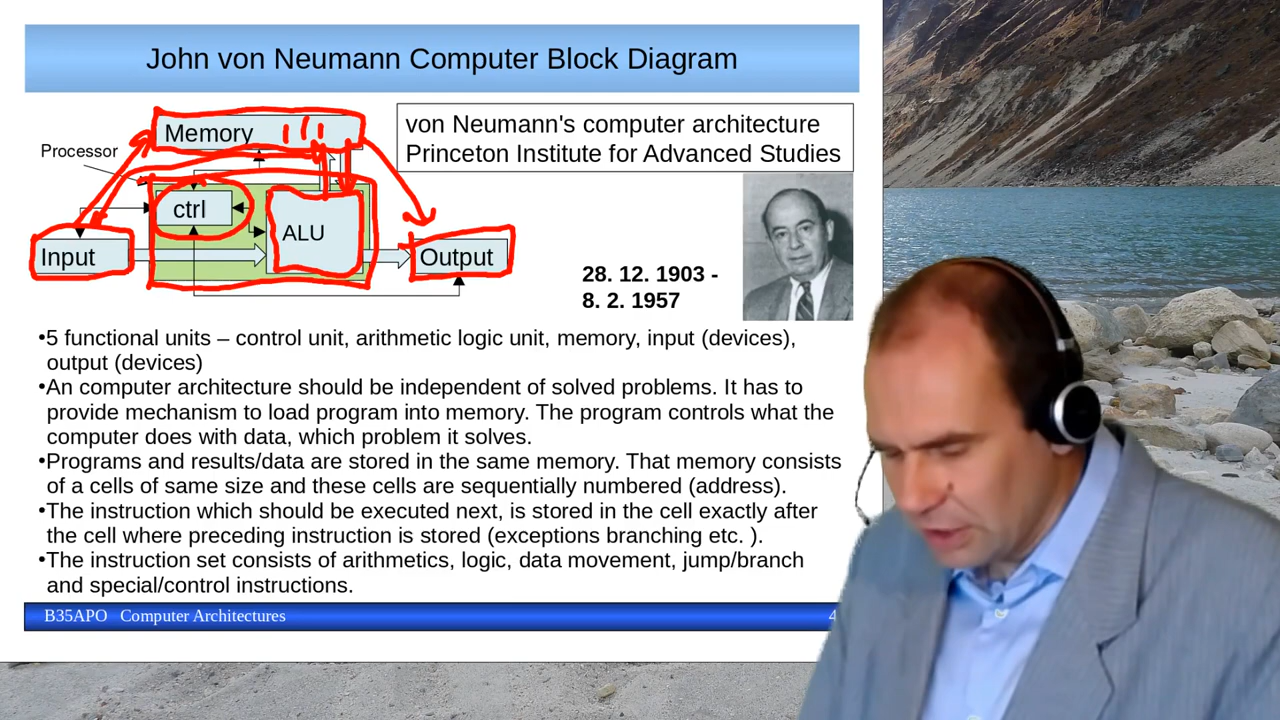 John von Neumann Computer Block Diagram
Memory
Processor
ctrl
ALU
Input
Output
von Neumann's computer architecture
Princeton Institute for Advanced Studies
28. 12. 1903 -
8. 2. 1957
•5 functional units – control unit, arithmetic logic unit, memory, input (devices),
output (devices)
•An computer architecture should be independent of solved problems. It has to
provide mechanism to load program into memory. The program controls what the
computer does with data, which problem it solves.
•Programs and results/data are stored in the same memory. That memory consists
of a cells of same size and these cells are sequentially numbered (address).
•The instruction which should be executed next, is stored in the cell exactly after
the cell where preceding instruction is stored (exceptions branching etc. ).
•The instruction set consists of arithmetics, logic, data movement, jump/branch
and special/control instructions.
B35APO Computer Architectures 4